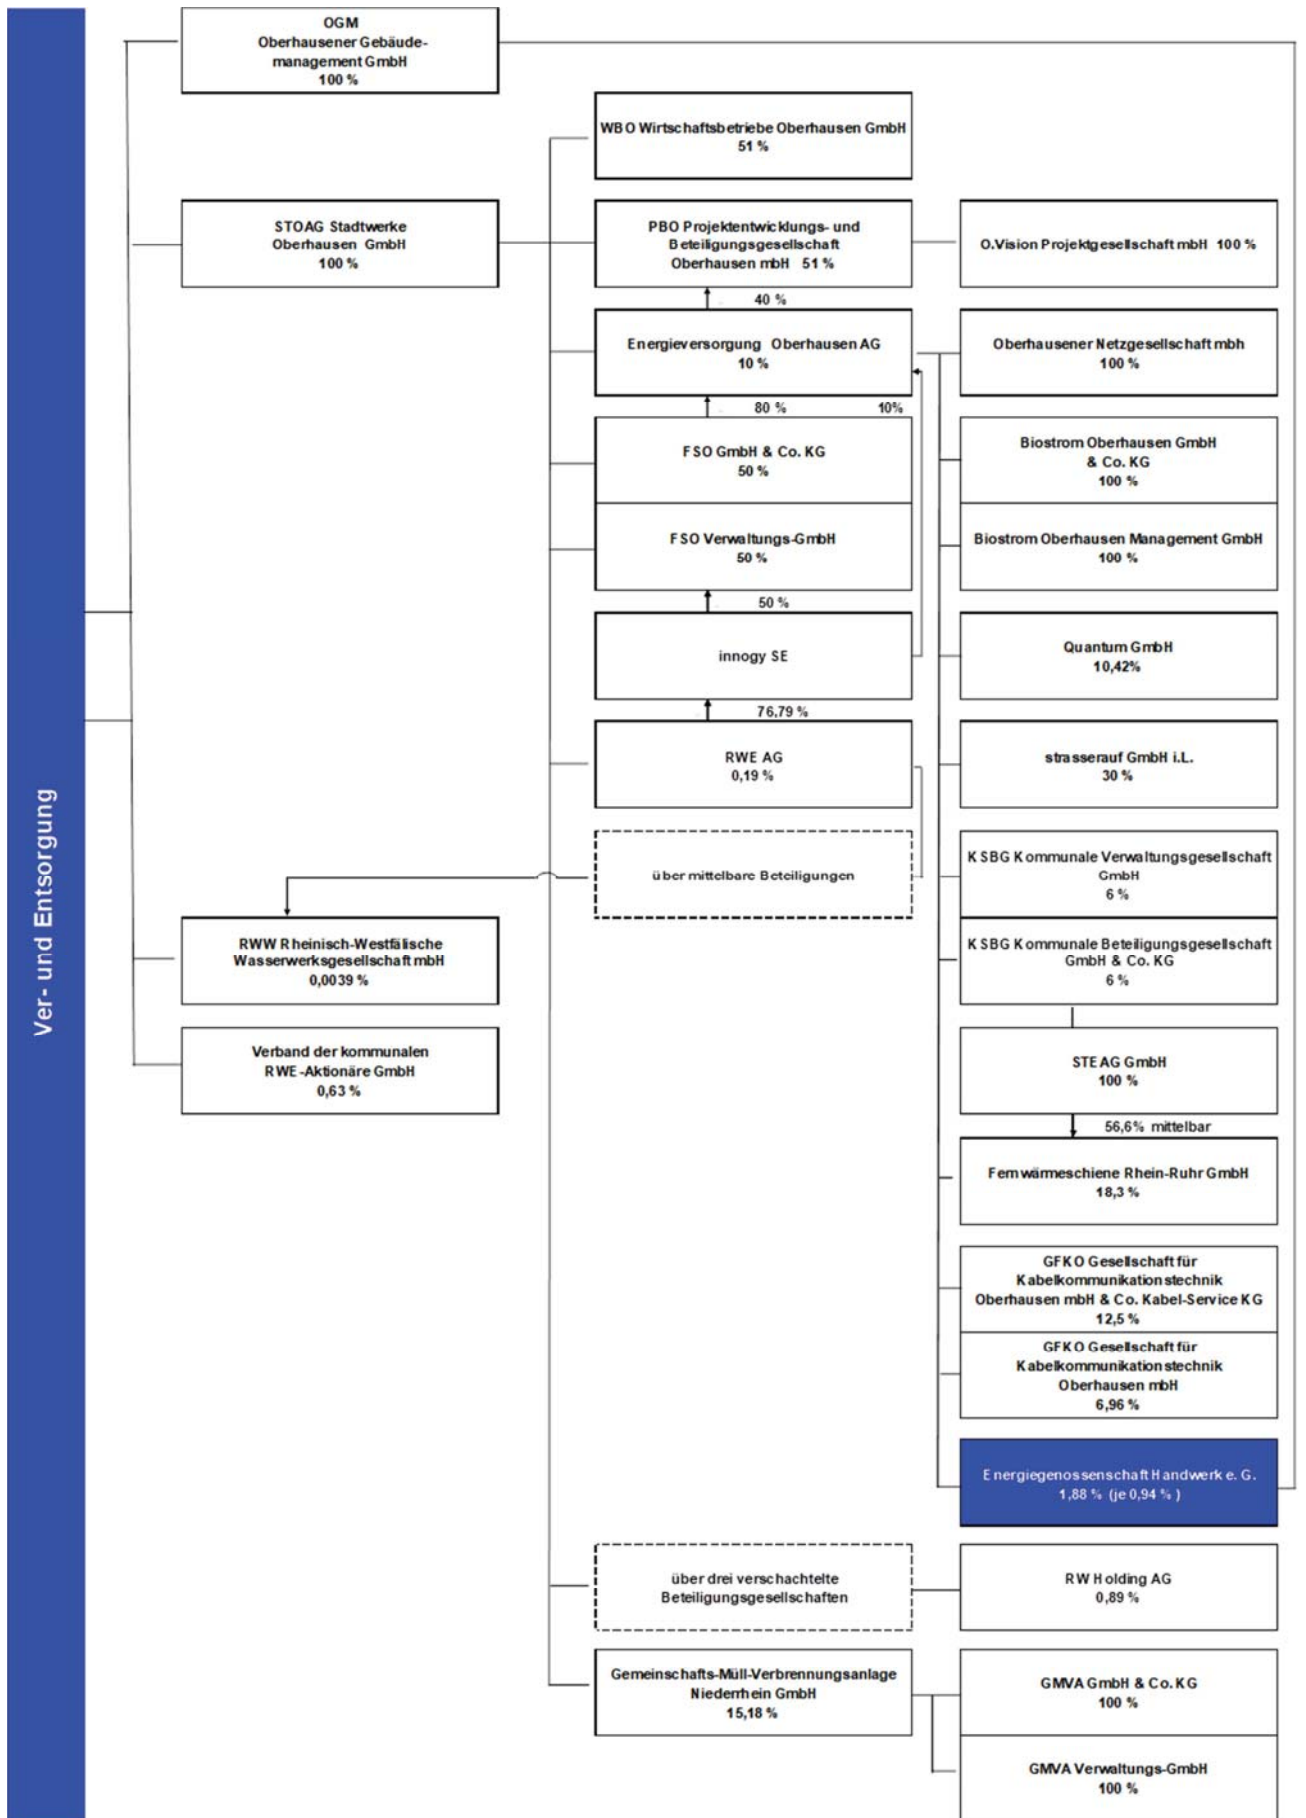 Ver- und Entsorgung
OGM
Oberhausener Gebäude-
management GmbH
100 %
STOAG Stadtwerke
Oberhausen GmbH
100 %
RWW Rheinisch-Westfälische
Wasserwerksgesellschaft mbH
0,0039 %
Verband der kommunalen
RWE-Aktionäre GmbH
0,63 %
WBO Wirtschaftsbetriebe Oberhausen GmbH
51 %
PBO Projektentwicklungs- und
Beteiligungsgesellschaft
Oberhausen mbH 51 %
40 %
Energieversorgung Oberhausen AG
10 %
80 % 10%
FSO GmbH & Co. KG
50 %
FSO Verwaltungs-GmbH
50 %
50 %
innogy SE
76,79 %
RWE AG
0,19 %
über mittelbare Beteiligungen
über drei verschachtelte
Beteiligungsgesellschaften
Gemeinschafts-Müll-Verbrennungsanlage
Niederrhein GmbH
15,18 %
O.Vision Projektgesellschaft mbH 100 %
Oberhausener Netzgesellschaft mbh
100 %
Biostrom Oberhausen GmbH
& Co. KG
100 %
Biostrom Oberhausen Management GmbH
100 %
Quantum GmbH
10,42%
strasserauf GmbH i.L.
30 %
KSBG Kommunale Verwaltungsgesellschaft
GmbH
6 %
KSBG Kommunale Beteiligungsgesellschaft
GmbH & Co. KG
6 %
STEAG GmbH
100 %
56,6% mittelbar
Fernwärmeschiene Rhein-Ruhr GmbH
18,3 %
GFKO Gesellschaft für
Kabelkommunikationstechnik
Oberhausen mbH & Co. Kabel-Service KG
12,5 %
GFKO Gesellschaft für
Kabelkommunikationstechnik
Oberhausen mbH
6,96 %
Energiegenossenschaft Handwerk e. G.
1,88 % (je 0,94 % )
RW Holding AG
0,89 %
GMVA GmbH & Co. KG
100 %
GMVA Verwaltungs-GmbH
100 %